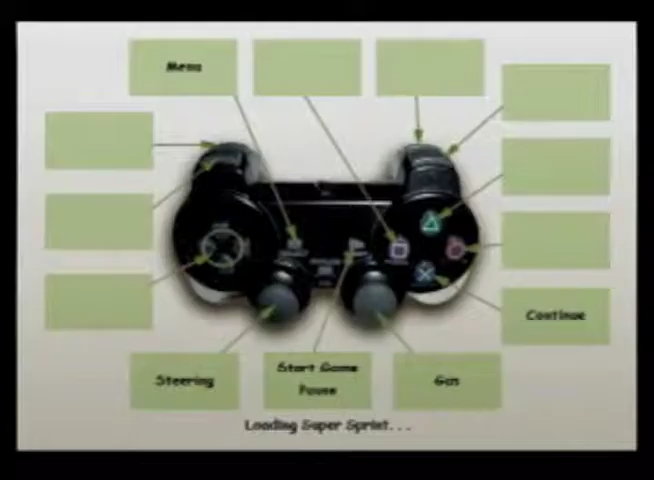 Menu
Continue
Steering
Start Game
Pause
Gas
Loading Super Sprint...